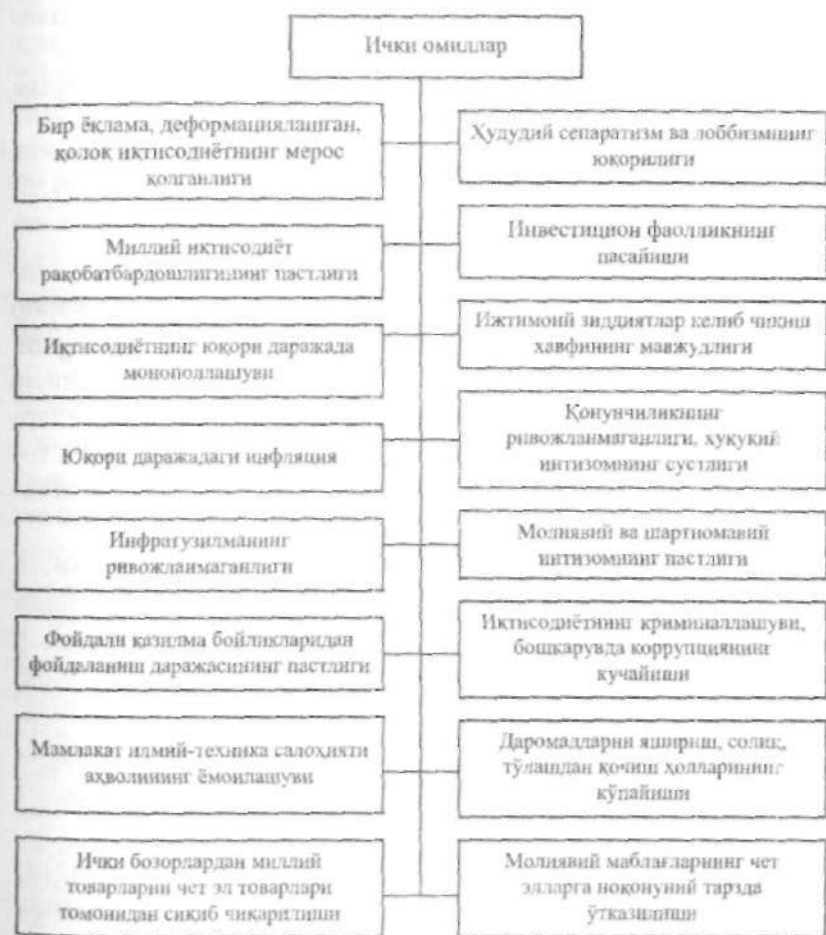 Ички омиллар
Бир ёқлама, деформациялашган,
қолоқ иқтисодиётнинг мерос
қолганлиги
Миллий иқтисодиёт
рақобатбардошлигининг пастлиги
Иқтисодиётнинг юқори даражада
монополлашуви
Юқори даражадаги инфляция
Инфратузилманинг
ривожланмаганлиги
Фойдали қазилма бойликларидан
фойдаланиш даражасининг пастлиги
Мамлакат илмий-техника салоҳияти
аҳволининг ёмонлашуви
Ички бозорлардан миллий
товарларни чет эл товарлари
томонидан сиқиб чиқарилиши
Ҳудудий сепаратизм ва лоббизмнинг
юқорилиги
Инвестицион фаолликнинг
пасайиши
Ижтимоий зиддиятлар келиб чиқиш
хавфининг мавжудлиги
Қонунчиликнинг
ривожланмаганлиги, ҳуқуқий
интизомнинг сустлиги
Молиявий ва шартномавий
интизомнинг пастлиги
Иқтисодиётнинг криминаллашуви,
бошқарувда коррупциянинг
кучайиши
Даромадларни яшириш, солиқ,
тўлашдан қочиш ҳолларининг
кўпайиши
Молиявий маблағларнинг чет
элларга ноқонуний тарзда
ўтказилиши